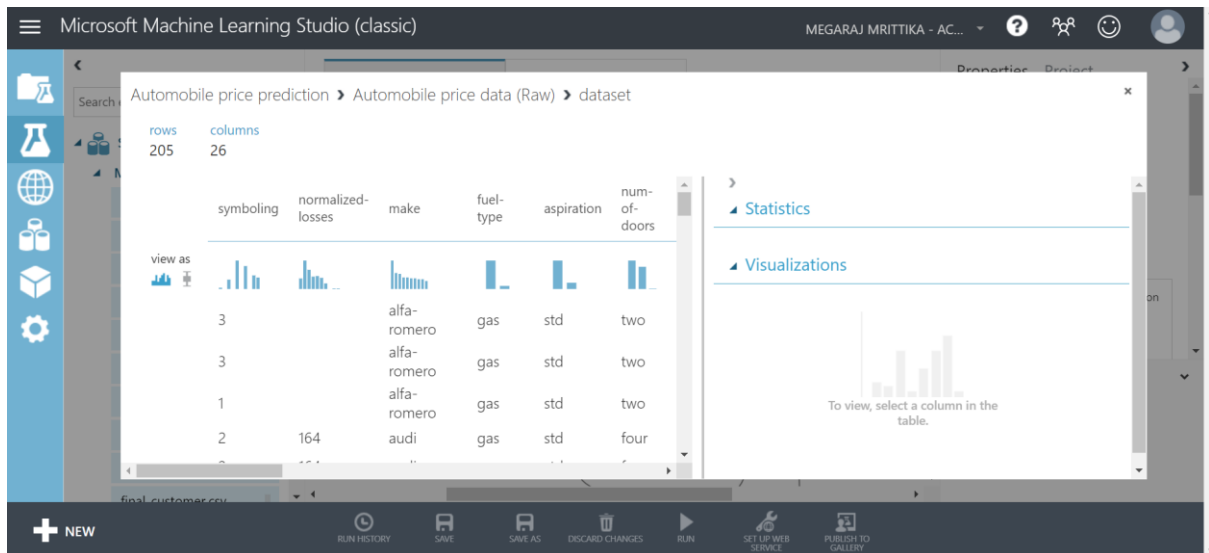 Microsoft Machine Learning Studio (classic)
MEGARAJ MRITTIKA - AC...
?
Properties Project
Search
Automobile price prediction > Automobile price data (Raw) > dataset
×
rows columns
205 26
symboling normalized-losses make fuel-type aspiration num-of-doors
view as
3 alfa-romero gas std two
3 alfa-romero gas std two
1 alfa-romero gas std two
2 164 audi gas std four
Statistics
Visualizations
To view, select a column in the
table.
on
final_customer.csv
NEW
RUN HISTORY
SAVE
SAVE AS
DISCARD CHANGES
RUN
SET UP WEB
SERVICE
PUBLISH TO
GALLERY